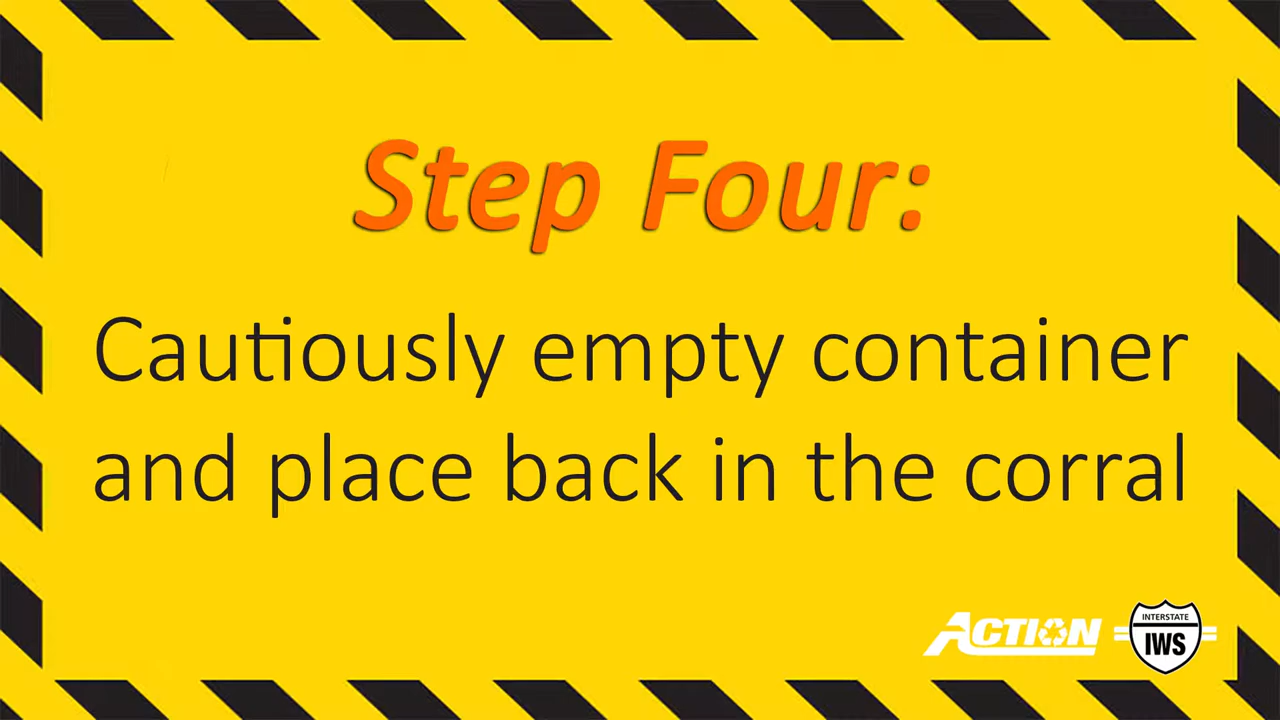 Step Four:
Cautiously empty container
and place back in the corral
ACTION
INTERSTATE
IWS